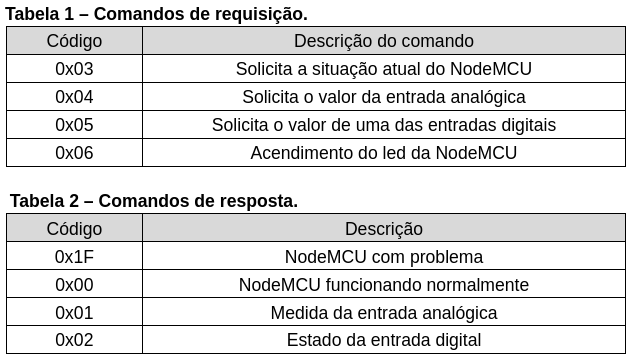 Tabela 1 – Comandos de requisição.
Código Descrição do comando
0x03 Solicita a situação atual do NodeMCU
0x04 Solicita o valor da entrada analógica
0x05 Solicita o valor de uma das entradas digitais
0x06 Acendimento do led da NodeMCU
Tabela 2 – Comandos de resposta.
Código Descrição
0x1F NodeMCU com problema
0x00 NodeMCU funcionando normalmente
0x01 Medida da entrada analógica
0x02 Estado da entrada digital